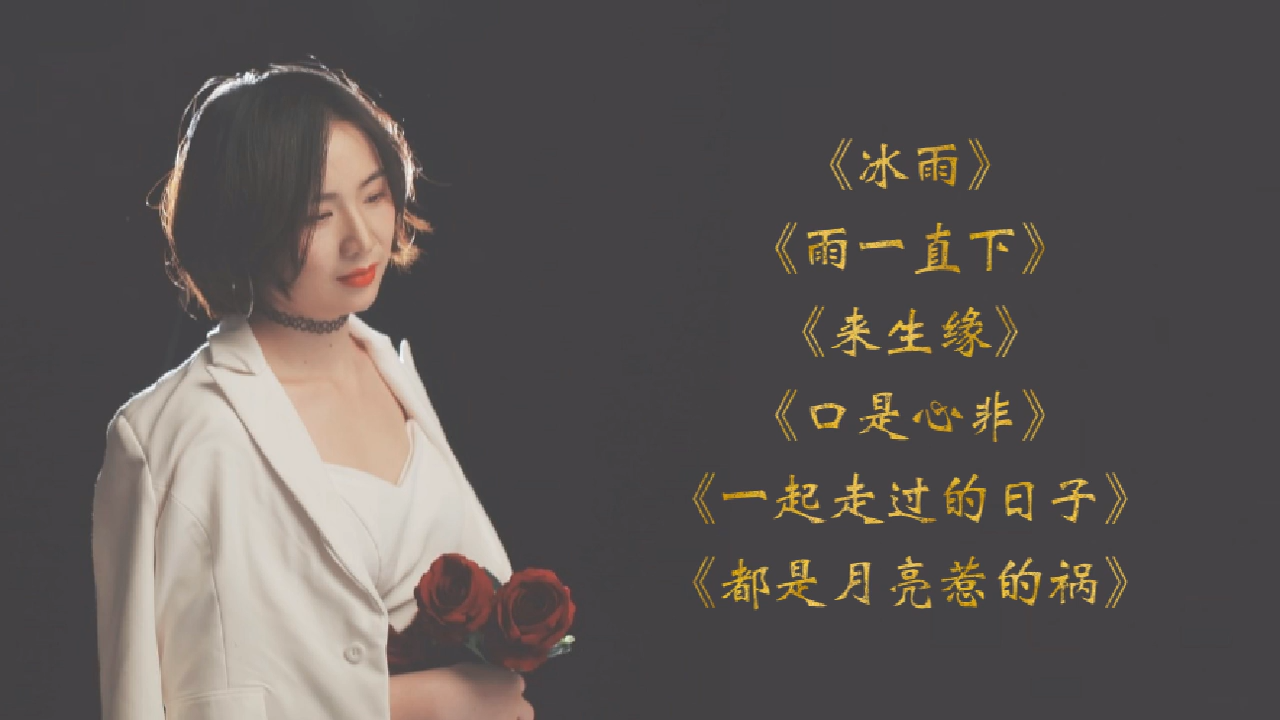 《冰雨》
《雨一直下》
《来生缘》
《口是心非》
《一起走过的日子》
《都是月亮惹的祸》